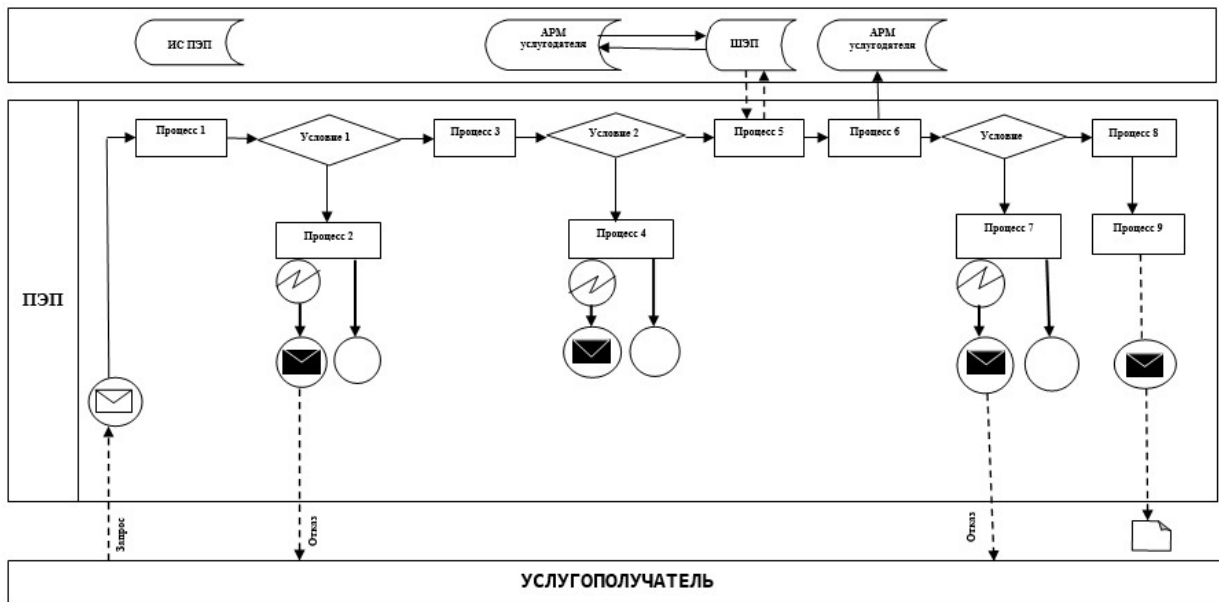 ИС ПЭП
АРМ
услугодателя
ШЭП
АРМ
услугодателя
Процесс 1
Условие 1
Процесс 3
Условие 2
Процесс 5
Процесс 6
Условие
Процесс 8
Процесс 2
Процесс 4
Процесс 7
Процесс 9
ПЭП
Запрос
Отказ
Отказ
УСЛУГОПОЛУЧАТЕЛЬ